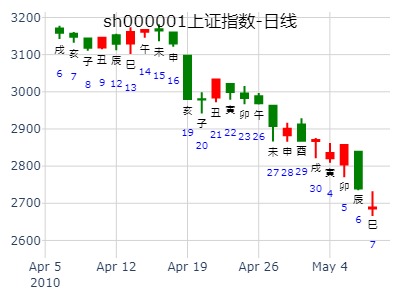 sh000001上证指数-日线
3200
3100
3000
2900
2800
2700
2600
戌 亥 子 丑 辰 巳 午 未 申
6 7 8 9 12 13 14 15 16
亥 子 丑 寅 卯 午
19 20 21 22 23 26
未 申 酉 亥 寅 卯 辰 巳
27 28 29 30 4 5 6 7
Apr 5 Apr 12 Apr 19 Apr 26 May 4
2010